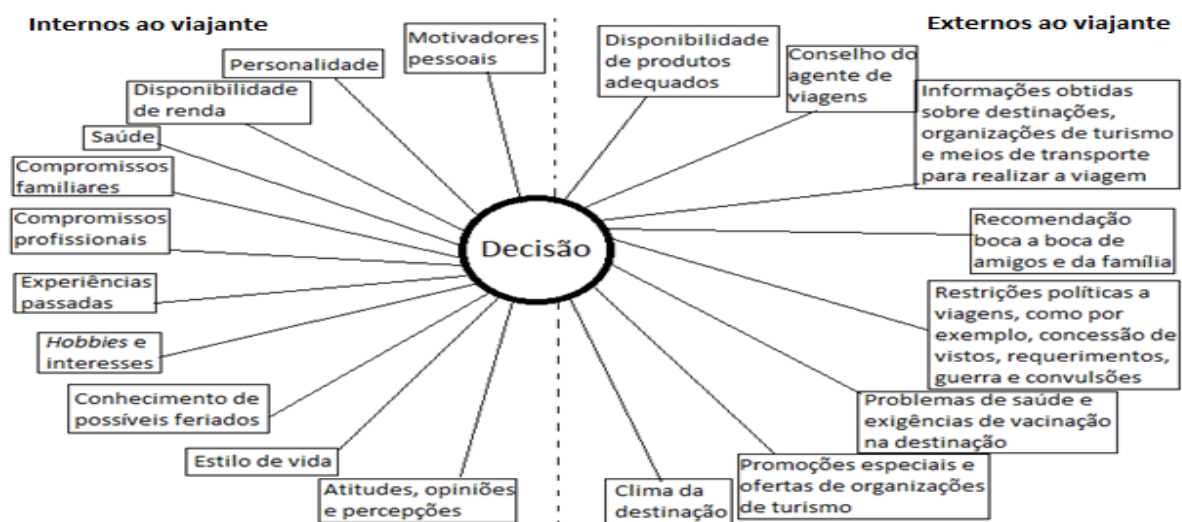 Internos ao viajante
Motivadores
pessoais
Personalidade
Disponibilidade
de renda
Saúde
Compromissos
familiares
Compromissos
profissionais
Experiências
passadas
Hobbies e
interesses
Conhecimento de
possíveis feriados
Estilo de vida
Atitudes, opiniões
e percepções
Decisão
Externos ao viajante
Disponibilidade
de produtos
adequados
Conselho do
agente de
viagens
Informações obtidas
sobre destinações,
organizações de turismo
e meios de transporte
para realizar a viagem
Recomendação
boca a boca de
amigos e da família
Restrições políticas a
viagens, como por
exemplo, concessão de
vistos, requerimentos,
guerra e convulsões
Problemas de saúde e
exigências de vacinação
na destinação
Promoções especiais e
ofertas de organizações
de turismo
Clima da
destinação